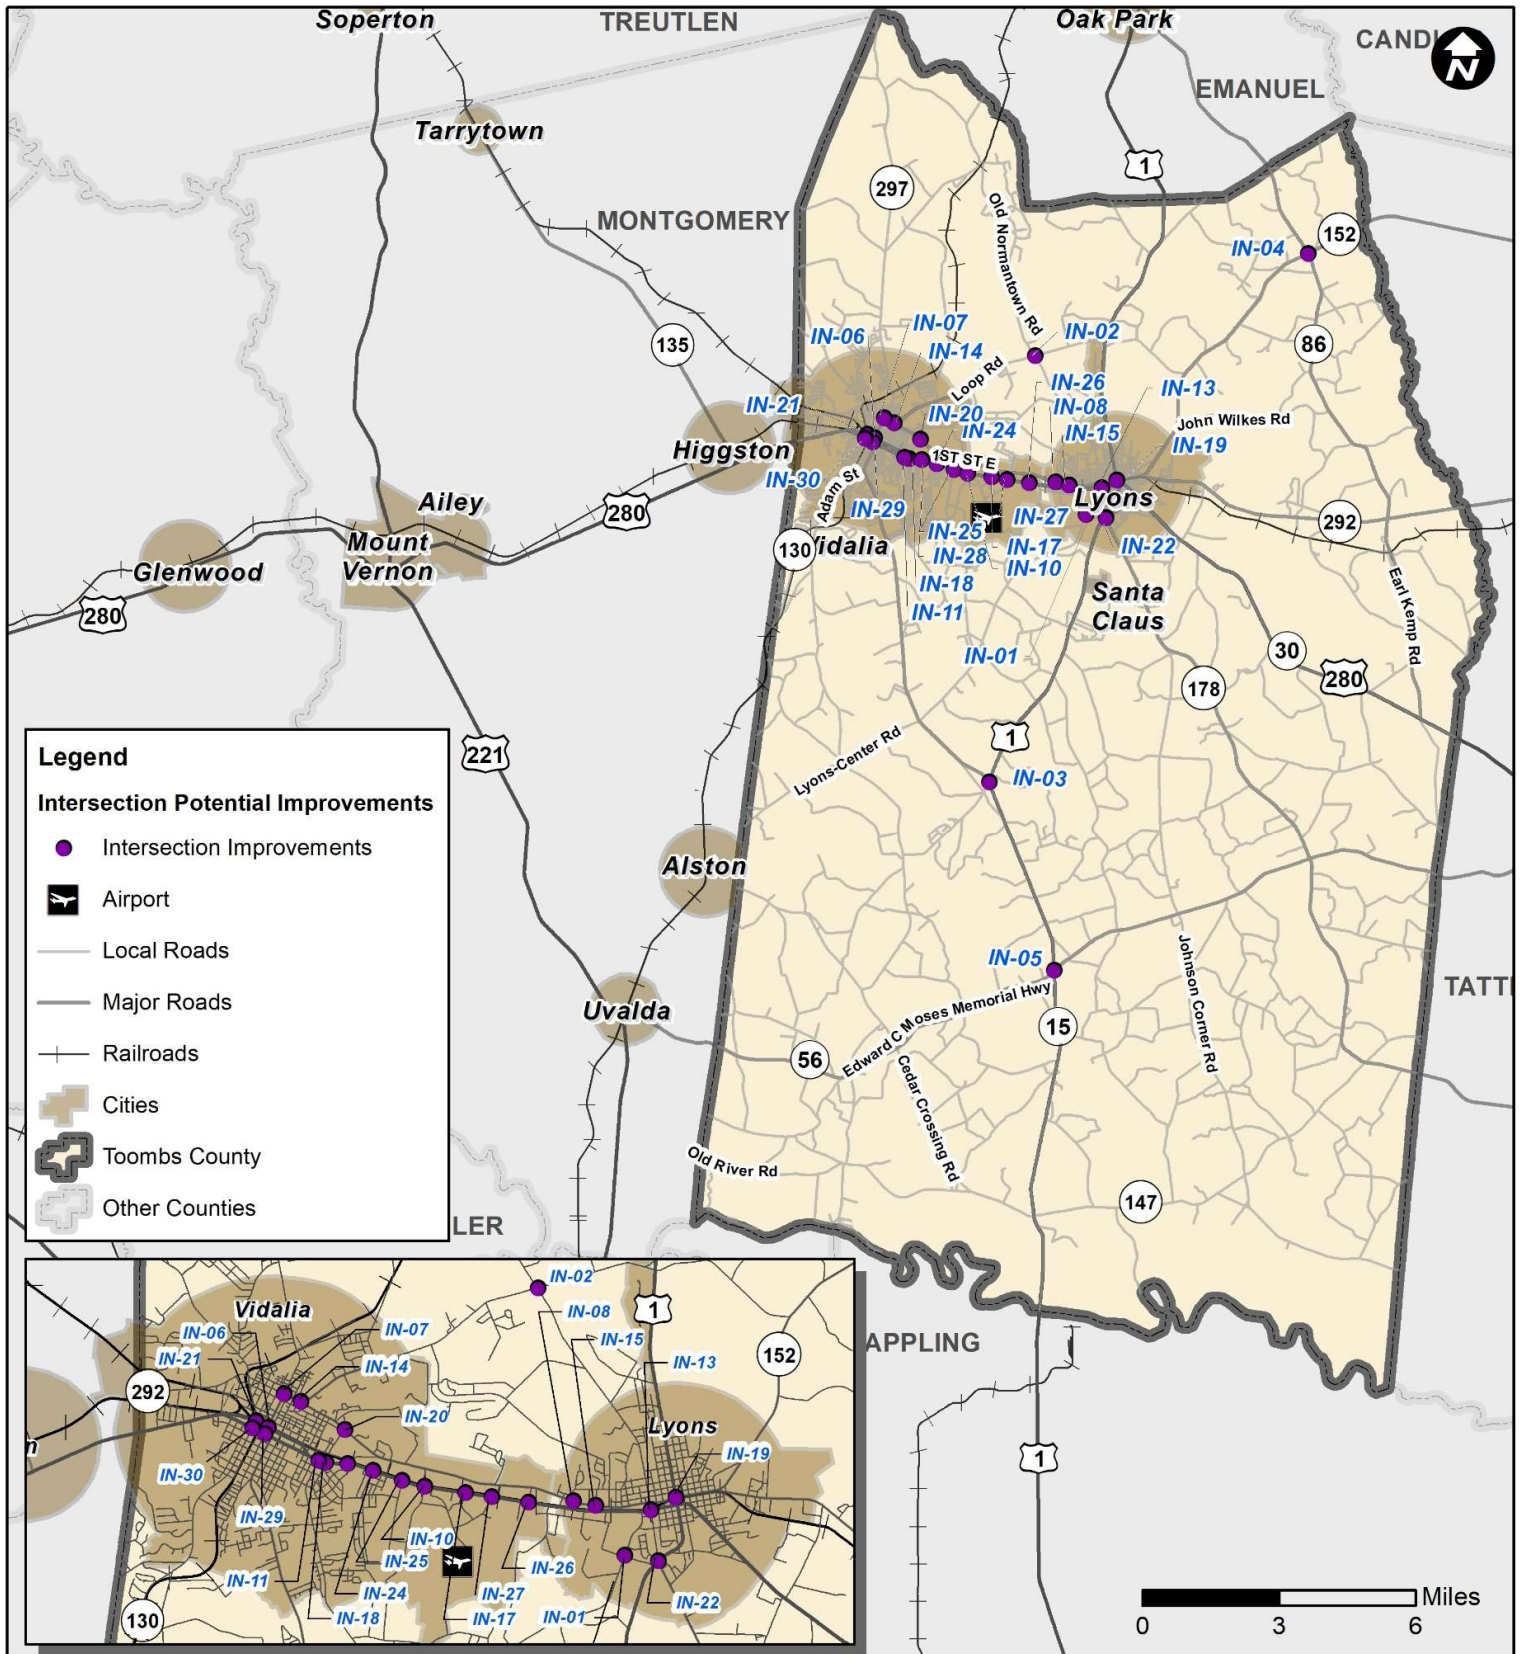 Soperton
TREUTLEN
Oak Park
N
EMANUEL
Tarrytown
1
297
MONTGOMERY
Old Normantown Rd
152
IN-04
135
IN-06
IN-07
IN-02
86
IN-14
Loop Rd
IN-26
IN-13
IN-21
IN-20
IN-08
John Wilkes Rd
IN-24
IN-15
IN-19
Higgston
1ST ST E
IN-30
Adam St
Ailey
Lyons
280
IN-29
IN-27
292
IN-25
Mount
Vernon
130
Vidalia
IN-28
IN-17
IN-22
IN-10
Glenwood
IN-18
Santa
Claus
280
IN-11
Earl Kemp Rd
IN-01
30
280
178
Legend
221
1
Intersection Potential Improvements
Lyons-Center Rd
IN-03
Intersection Improvements
Airport
Alston
Local Roads
IN-05
Johnson Corner Rd
Major Roads
Uvalda
Edward C Moses Memorial Hwy
15
Railroads
56
Cedar Crossing Rd
Cities
Toombs County
Old River Rd
Other Counties
147
IN-02
Vidalia
IN-08
1
IN-06
IN-07
IN-15
APPLING
152
IN-21
IN-14
IN-13
292
IN-20
Lyons
IN-19
IN-30
1
IN-29
IN-10
IN-25
IN-26
IN-11
IN-24
IN-27
IN-22
IN-18
IN-17
IN-01
130
Miles
0
3
6